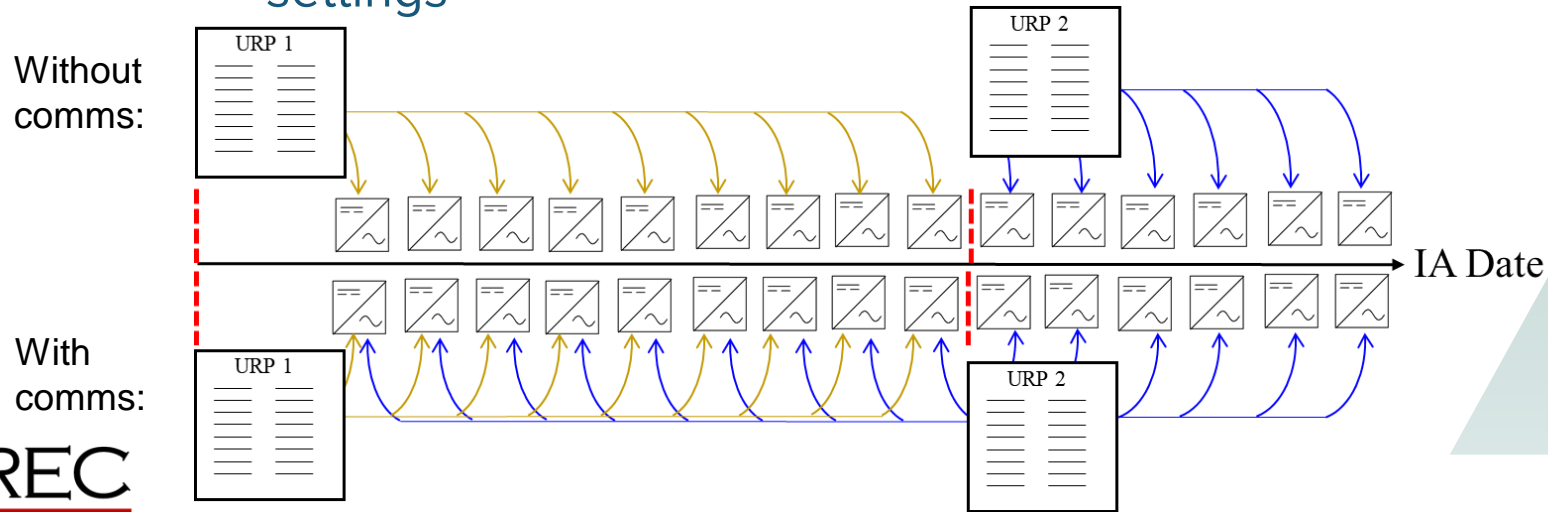 settings
Without
comms:
URP 1
URP 2
IA Date
With
comms:
URP 1
URP 2
REC